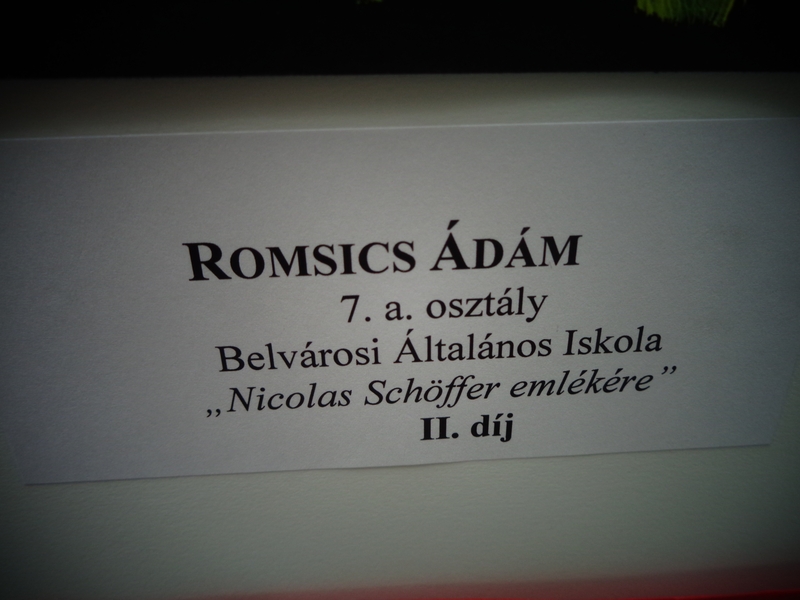 ROMSICS ÁDÁM
7. a. osztály
Belvárosi Általános Iskola
„Nicolas Schöffer emlékére”
II. díj